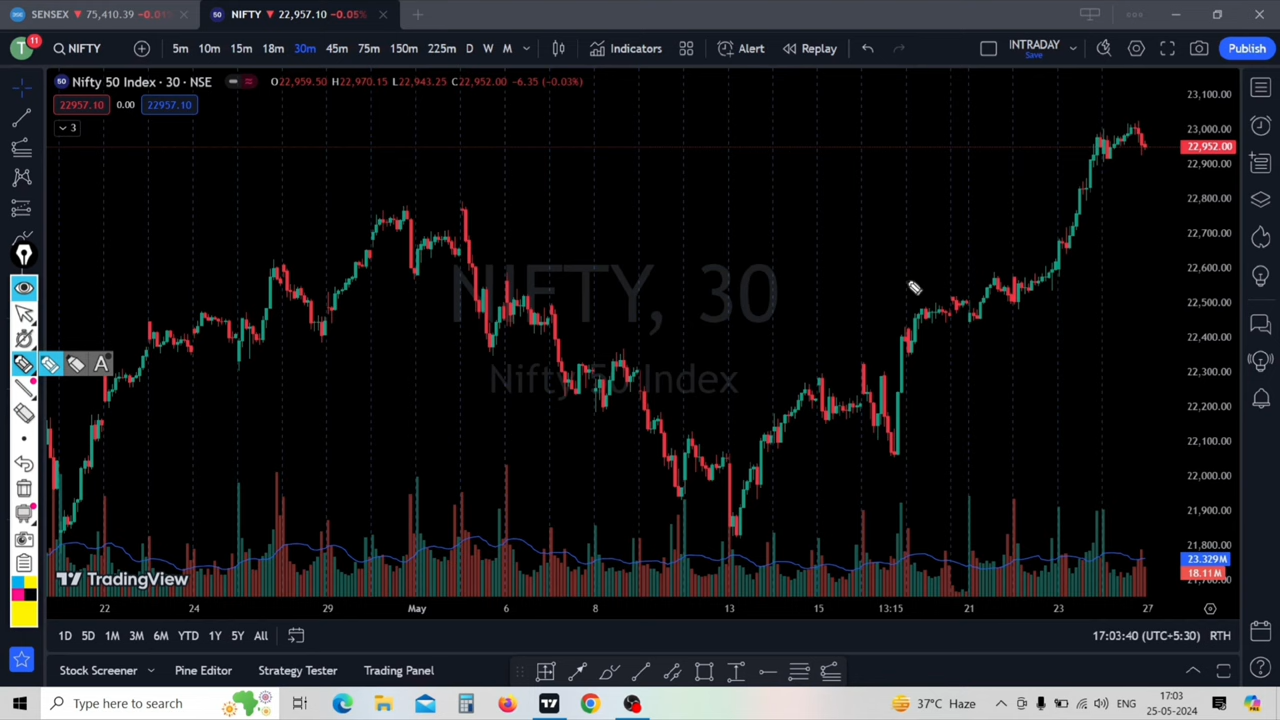 SENSEX ▼ 75,410.39 −0.01%
NIFTY ▼ 22,957.10 −0.05%
T 11 NIFTY 5m 10m 15m 18m 30m 45m 75m 150m 225m D W M Indicators Alert Replay INTRADAY Save Publish
50 Nifty 50 Index · 30 · NSE O22,959.50 H22,970.15 L22,943.25 C22,952.00 −6.35 (−0.03%)
22957.10 0.00 22957.10
3
NIFTY, 30
Nifty 50 Index
23,100.00
23,000.00
22,952.00
22,900.00
22,800.00
22,700.00
22,600.00
22,500.00
22,400.00
22,300.00
22,200.00
22,100.00
22,000.00
21,900.00
21,800.00
23.329M
18.11M
21,700.00
A
TradingView
22 24 29 May 6 8 13 15 13:15 21 23 27
1D 5D 1M 3M 6M YTD 1Y 5Y All 17:03:40 (UTC+5:30) RTH
Stock Screener Pine Editor Strategy Tester Trading Panel
Type here to search 37°C Haze ENG 17:03
25-05-2024